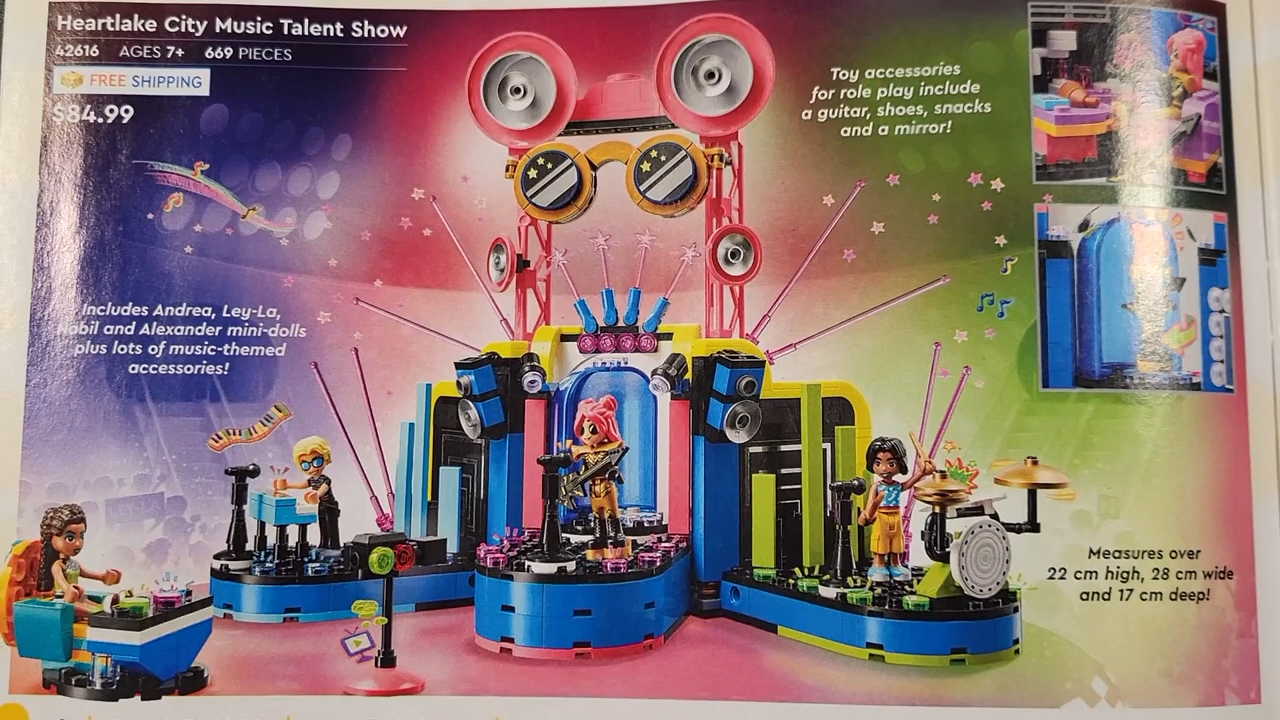 Heartlake City Music Talent Show
42616 AGES 7+ 669 PIECES
FREE SHIPPING
$84.99
Toy accessories
for role play include
a guitar, shoes, snacks
and a mirror!
Includes Andrea, Ley-La,
Nabil and Alexander mini-dolls
plus lots of music-themed
accessories!
Measures over
22 cm high, 28 cm wide
and 17 cm deep!